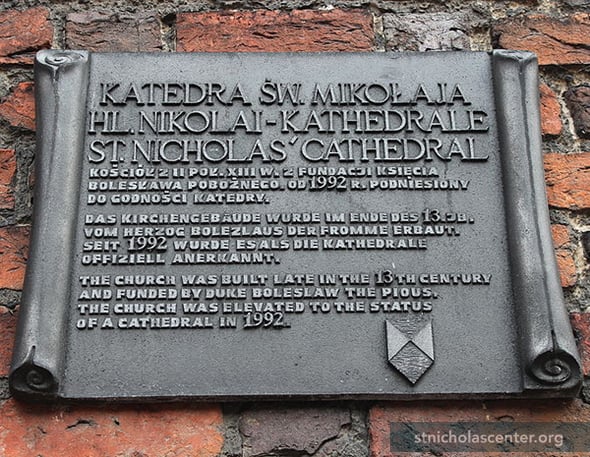 KATEDRA ŚW. MIKOŁAJA
HL. NIKOLAI-KATHEDRALE
ST. NICHOLAS' CATHEDRAL
KOŚCIÓŁ Z II POŁ. XIII W. Z FUNDACJI KSIĘCIA
BOLESŁAWA POBOŻNEGO. OD 1992 R. PODNIESIONY
DO GODNOŚCI KATEDRY.
DAS KIRCHENGEBÄUDE WURDE IM ENDE DES 13. JB.
VOM HERZOG BOLEZLAUS DER FROMME ERBAUT.
SEIT 1992 WURDE ES ALS DIE KATHEDRALE
OFFIZIELL ANERKANNT.
THE CHURCH WAS BUILT LATE IN THE 13TH CENTURY
AND FUNDED BY DUKE BOLESLAW THE PIOUS.
THE CHURCH WAS ELEVATED TO THE STATUS
OF A CATHEDRAL IN 1992.
stnicholascenter.org